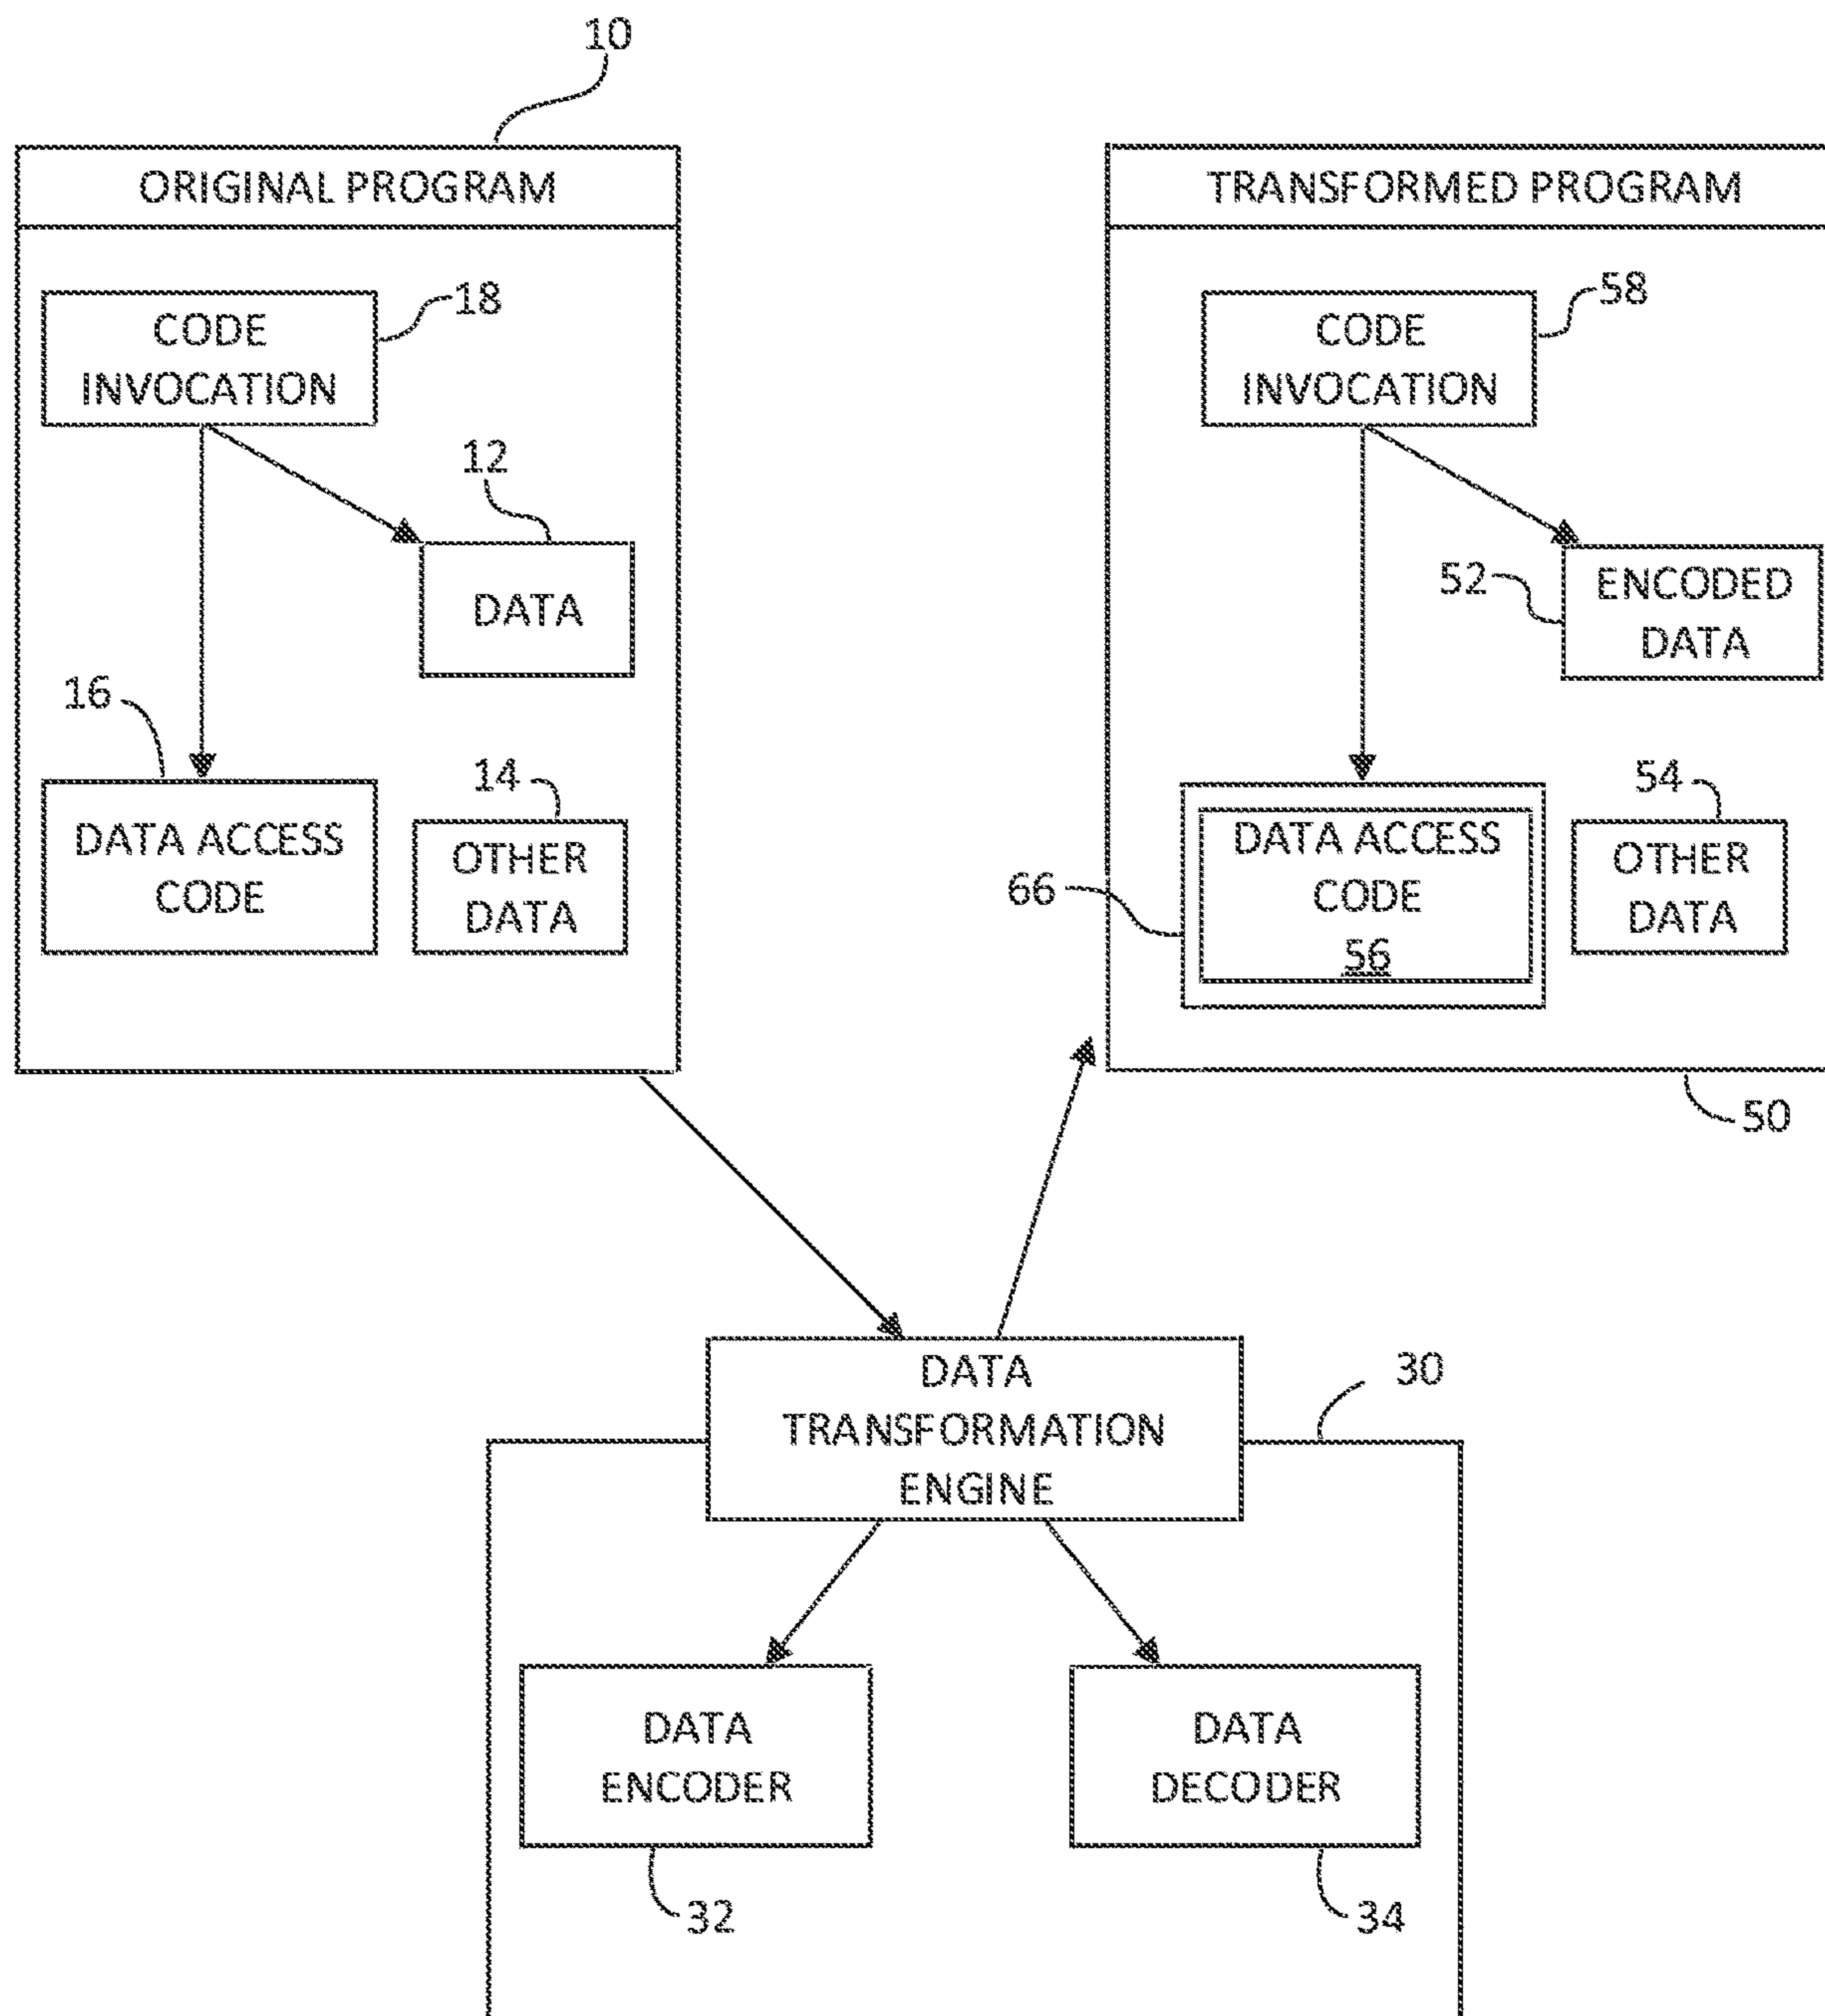 10
ORIGINAL PROGRAM
CODE
INVOCATION
18
12
DATA
16
DATA ACCESS
CODE
14
OTHER
DATA
TRANSFORMED PROGRAM
CODE
INVOCATION
58
52
ENCODED
DATA
54
66
DATA ACCESS
CODE
56
OTHER
DATA
50
DATA
TRANSFORMATION
ENGINE
30
DATA
ENCODER
DATA
DECODER
32
34